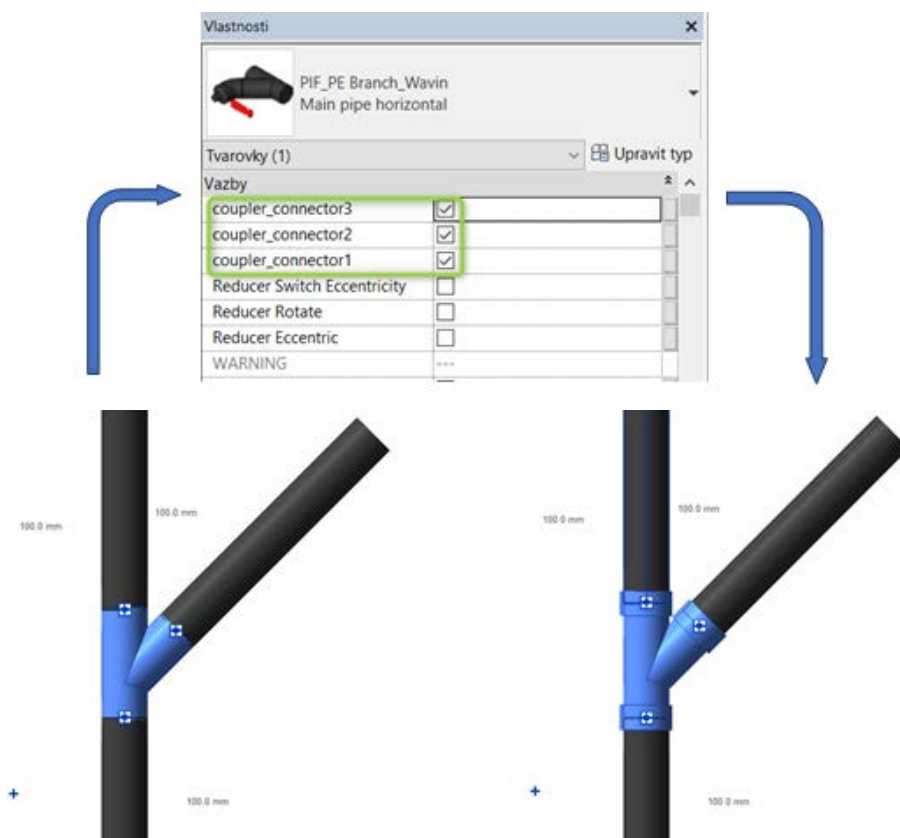 Vlastnosti
PIF_PE Branch_Wavin
Main pipe horizontal
Tvarovky (1)
Upravit typ
Vazby
coupler_connector3
coupler_connector2
coupler_connector1
Reducer Switch Eccentricity
Reducer Rotate
Reducer Eccentric
WARNING ---
100.0 mm
100.0 mm
100.0 mm
100.0 mm
100.0 mm
100.0 mm